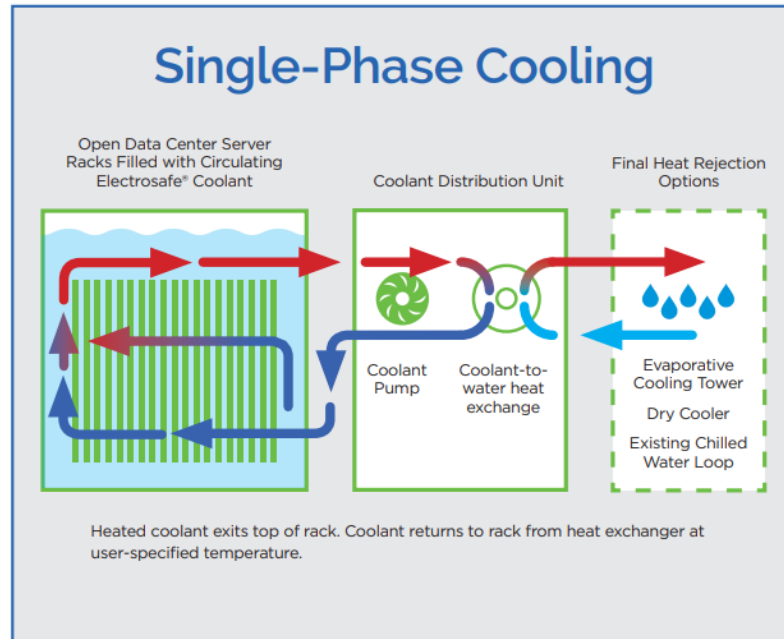 Single-Phase Cooling
Open Data Center Server
Racks Filled with Circulating
Electrosafe® Coolant
Coolant Distribution Unit
Final Heat Rejection
Options
Coolant
Pump
Coolant-to-
water heat
exchange
Evaporative
Cooling Tower
Dry Cooler
Existing Chilled
Water Loop
Heated coolant exits top of rack. Coolant returns to rack from heat exchanger at
user-specified temperature.